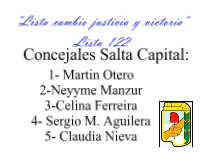 "Lista cambio justicia y victoria"
Lista 122
Concejales Salta Capital:
1- Martin Otero
2-Neyyme Manzur
3-Celina Ferreira
4- Sergio M. Aguilera
5- Claudia Nieva